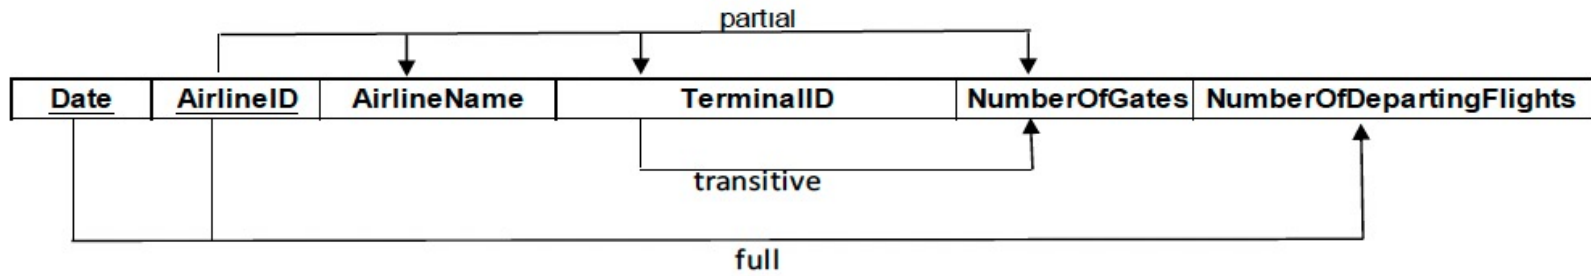 partial
Date AirlineID AirlineName TerminalID NumberOfGates NumberOfDepartingFlights
transitive
full